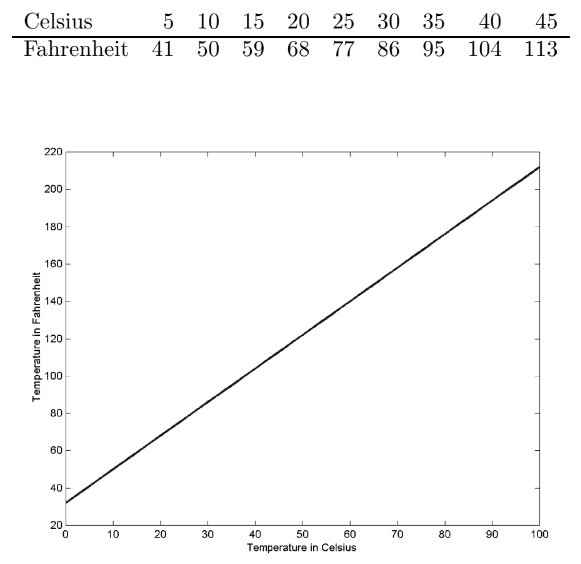 Celsius 5 10 15 20 25 30 35 40 45
Fahrenheit 41 50 59 68 77 86 95 104 113
220
200
180
160
140
120
100
80
60
40
20
Temperature in Fahrenheit
0 10 20 30 40 50 60 70 80 90 100
Temperature in Celsius